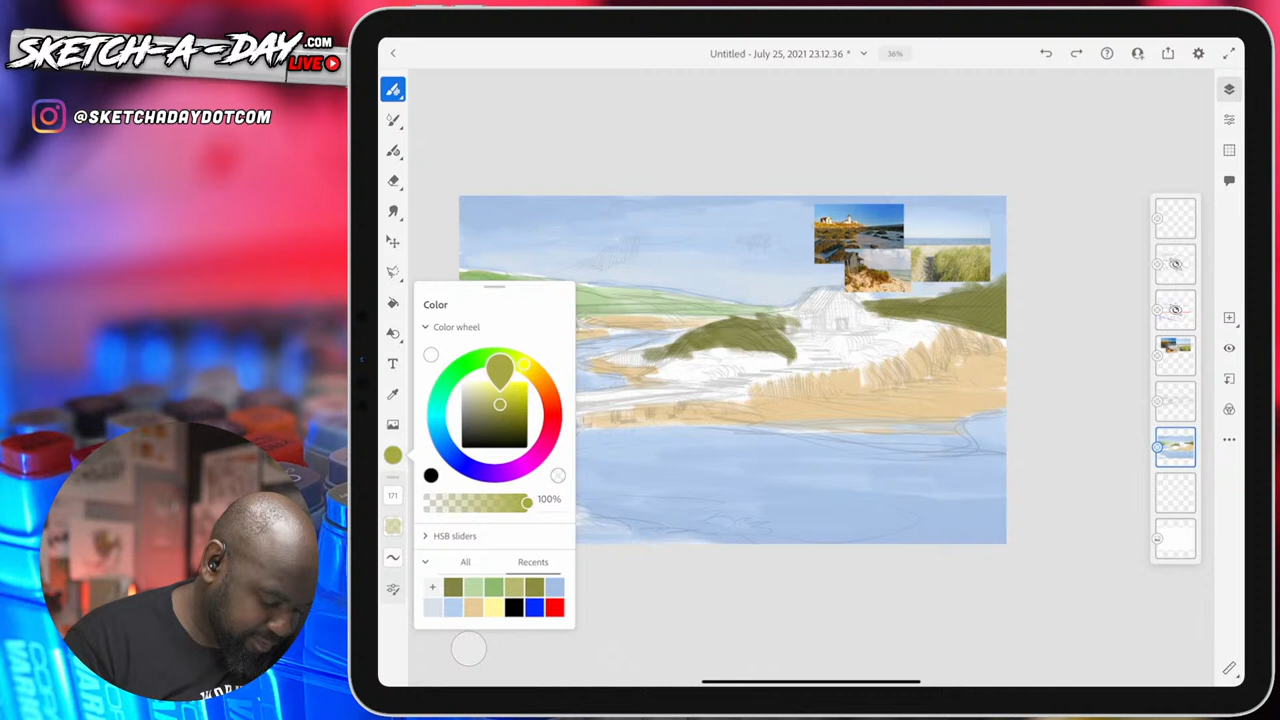 SKETCH-A-DAY.COM
LIVE
@SKETCHADAYDOTCOM
Untitled - July 25, 2021 23.12.36 *
36%
Color
Color wheel
100%
HSB sliders
All
Recents
171
T